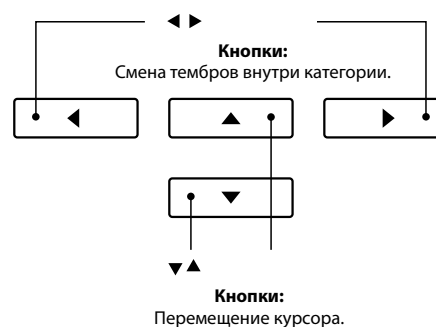 ◀ ▶
Кнопки:
Смена тембров внутри категории.
◀ ▲ ▶
▼
▼▲
Кнопки:
Перемещение курсора.